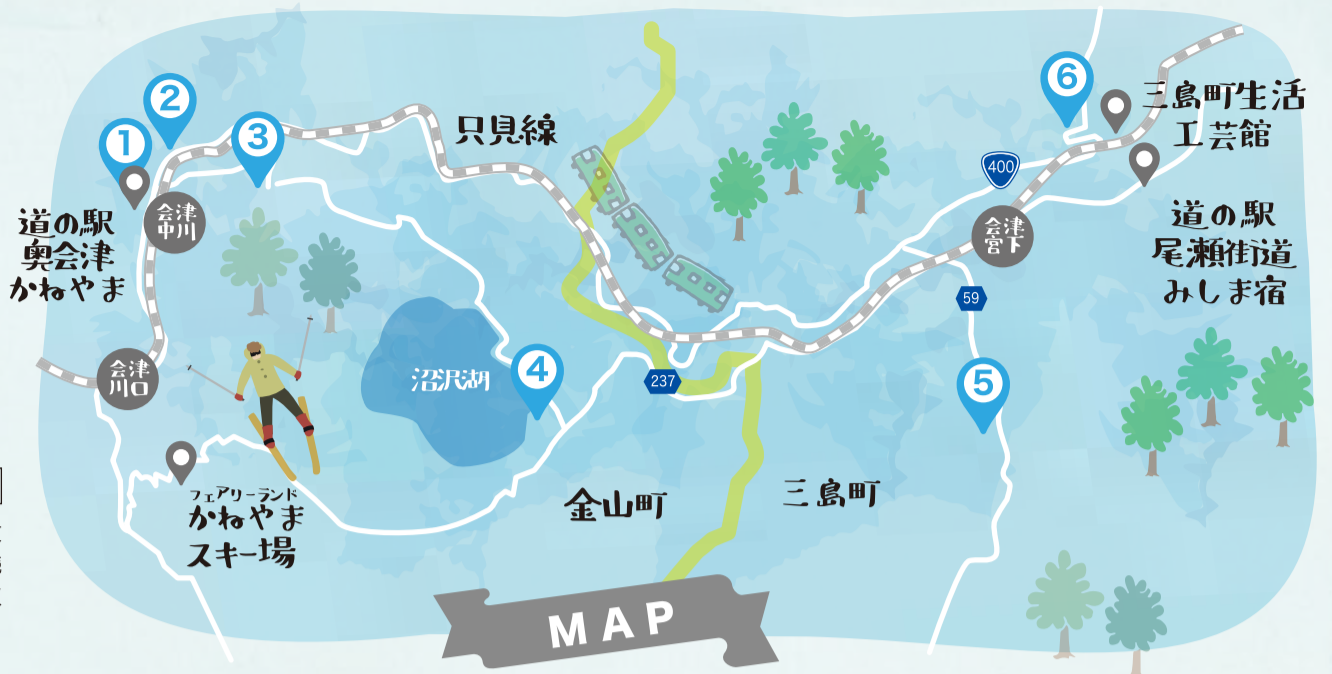 1
2
3
道の駅
奥会津
かねやま
会津
中川
会津
川口
フェアリーランド
かねやま
スキー場
只見線
沼沢湖
4
237
金山町
三島町
MAP
400
会津
宮下
59
5
6
三島町生活
工芸館
道の駅
尾瀬街道
みしま宿